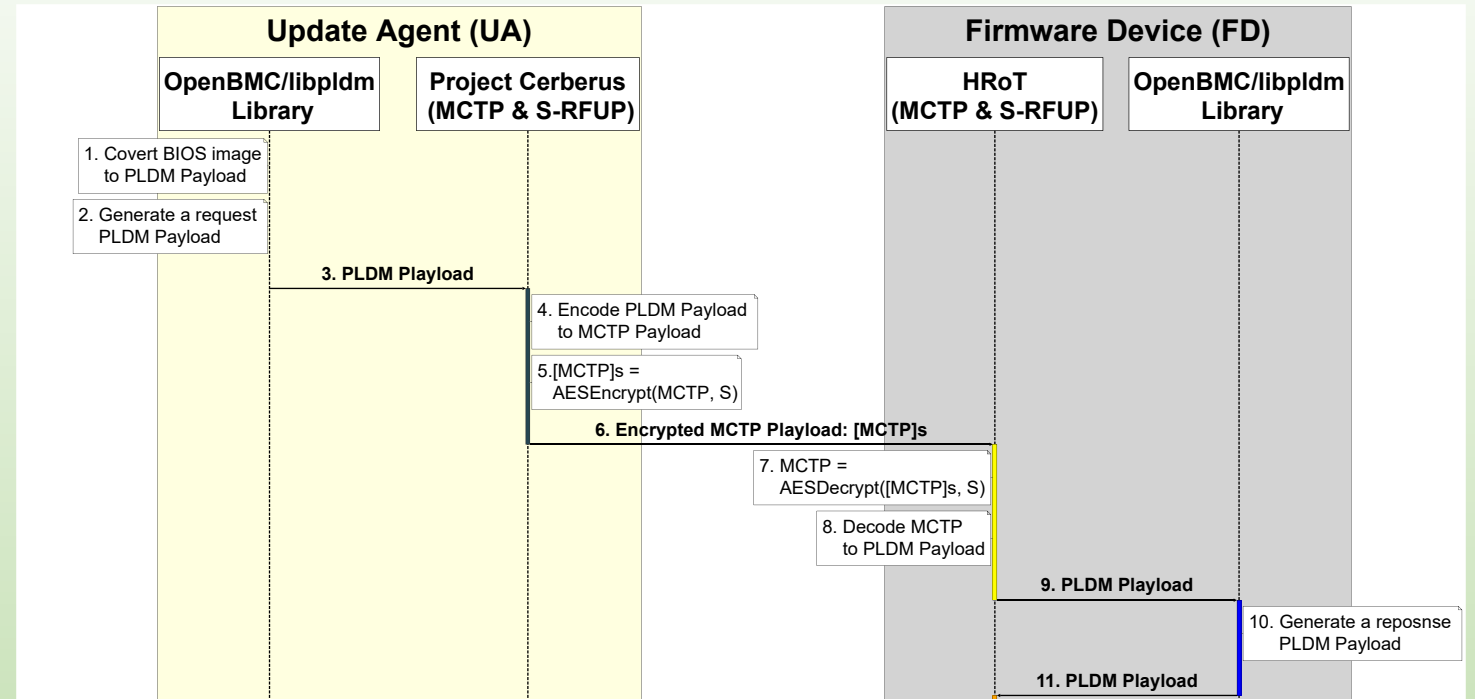 Update Agent (UA)
Firmware Device (FD)
OpenBMC/libpldm
Library
Project Cerberus
(MCTP & S-RFUP)
HRoT
(MCTP & S-RFUP)
OpenBMC/libpldm
Library
1. Covert BIOS image
to PLDM Payload
2. Generate a request
PLDM Payload
3. PLDM Playload
4. Encode PLDM Payload
to MCTP Payload
5.[MCTP]s =
AESEncrypt(MCTP, S)
6. Encrypted MCTP Playload: [MCTP]s
7. MCTP =
AESDecrypt([MCTP]s, S)
8. Decode MCTP
to PLDM Payload
9. PLDM Playload
10. Generate a reposnse
PLDM Payload
11. PLDM Playload